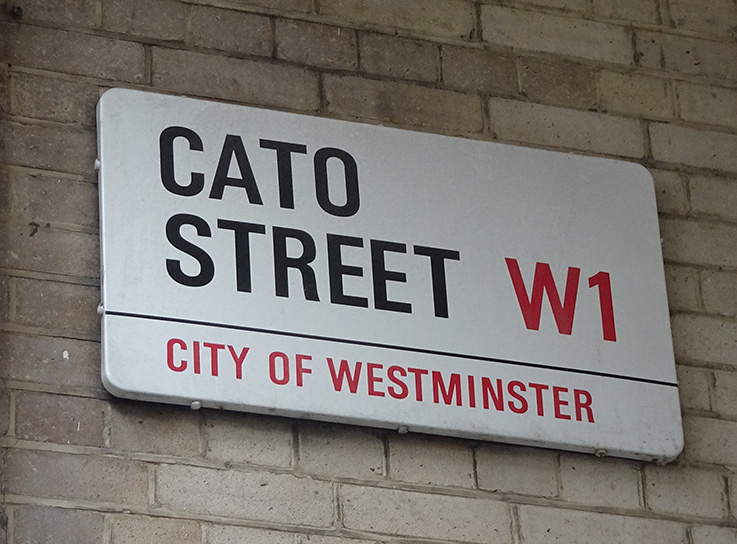 CATO
STREET W1
CITY OF WESTMINSTER